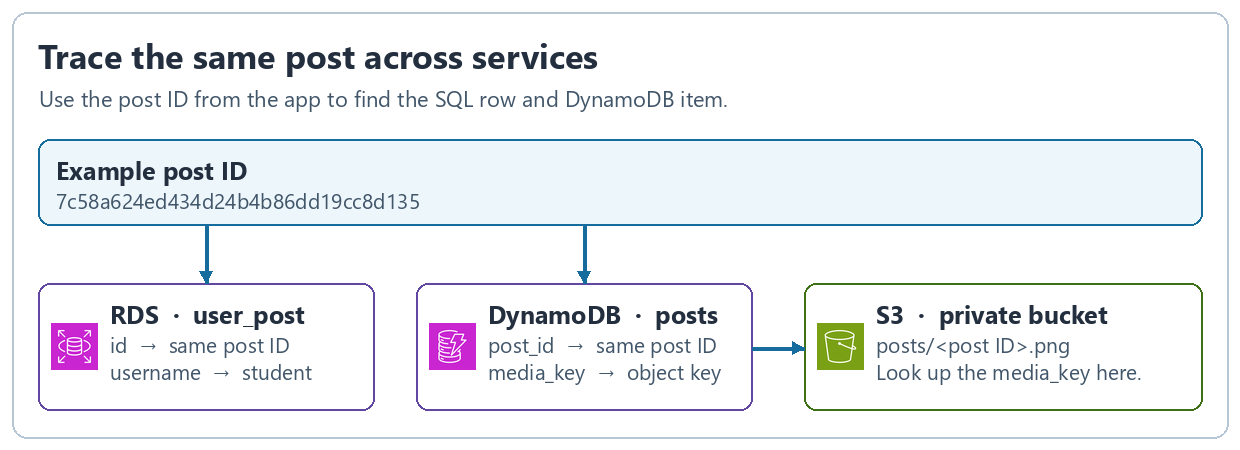 Trace the same post across services
Use the post ID from the app to find the SQL row and DynamoDB item.
Example post ID
7c58a624ed434d24b4b86dd19cc8d135
RDS · user_post
id → same post ID
username → student
DynamoDB · posts
post_id → same post ID
media_key → object key
S3 · private bucket
posts/<post ID>.png
Look up the media_key here.